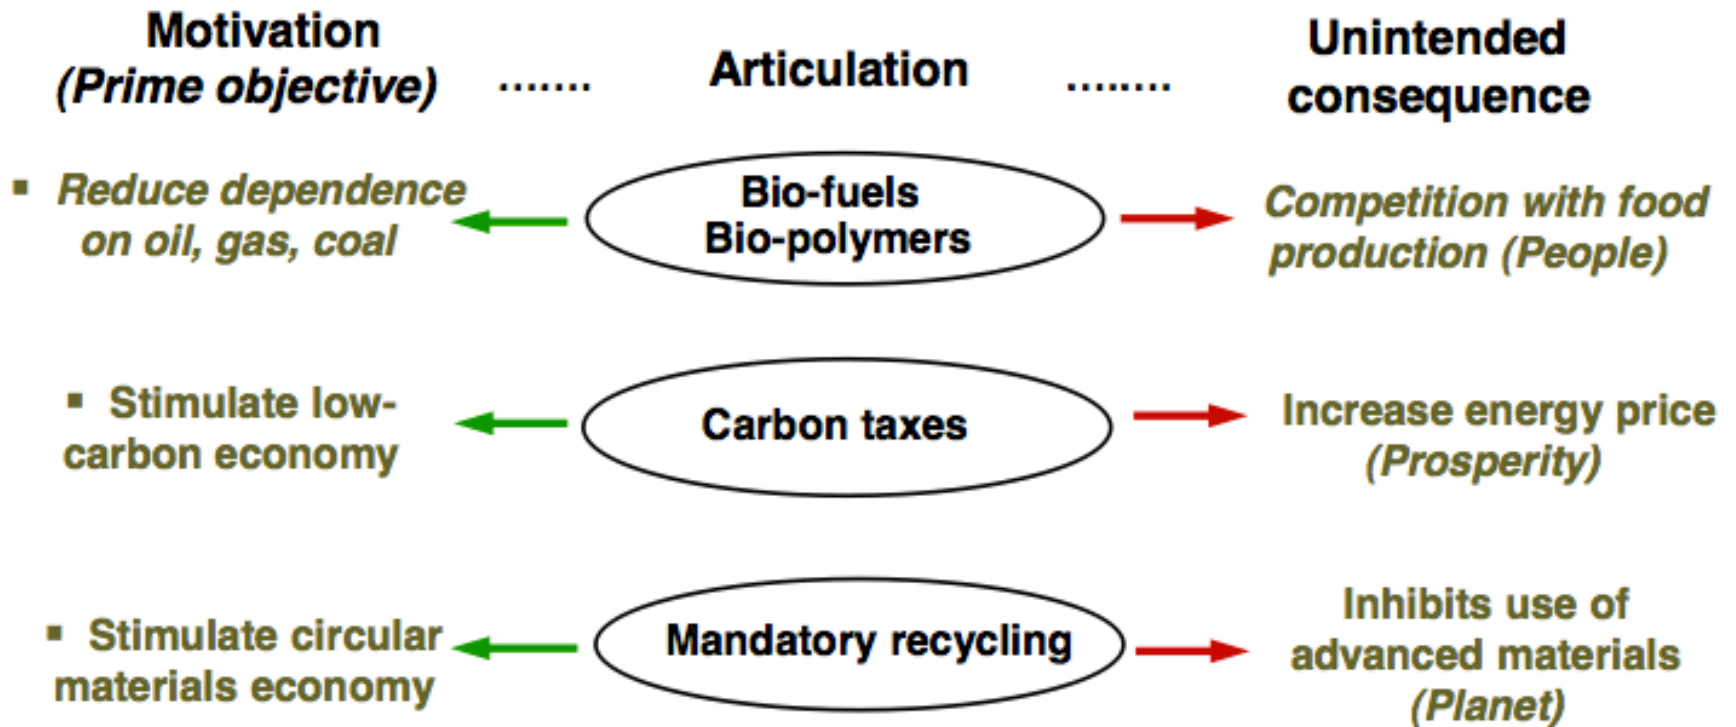 Motivation
(Prime objective)
.......
Articulation
........
Unintended
consequence
▪ Reduce dependence
on oil, gas, coal
Bio-fuels
Bio-polymers
Competition with food
production (People)
▪ Stimulate low-
carbon economy
Carbon taxes
Increase energy price
(Prosperity)
▪ Stimulate circular
materials economy
Mandatory recycling
Inhibits use of
advanced materials
(Planet)